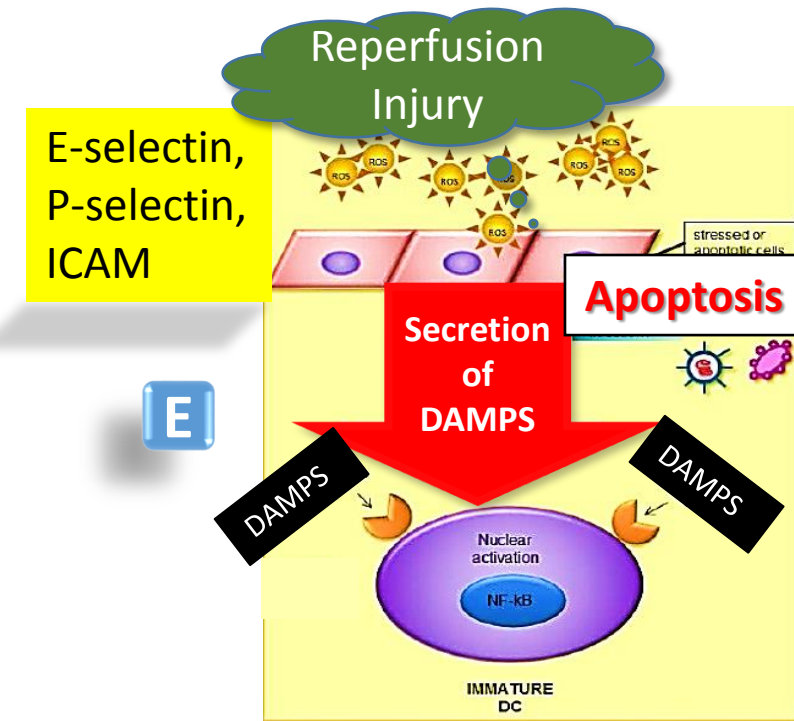 Reperfusion
Injury
E-selectin,
P-selectin,
ICAM
ROS
ROS
ROS
ROS
ROS
ROS
ROS
ROS
stressed or
apoptotic cells
Apoptosis
Secretion
of
DAMPS
E
DAMPS
DAMPS
Nuclear
activation
NF-kB
IMMATURE
DC